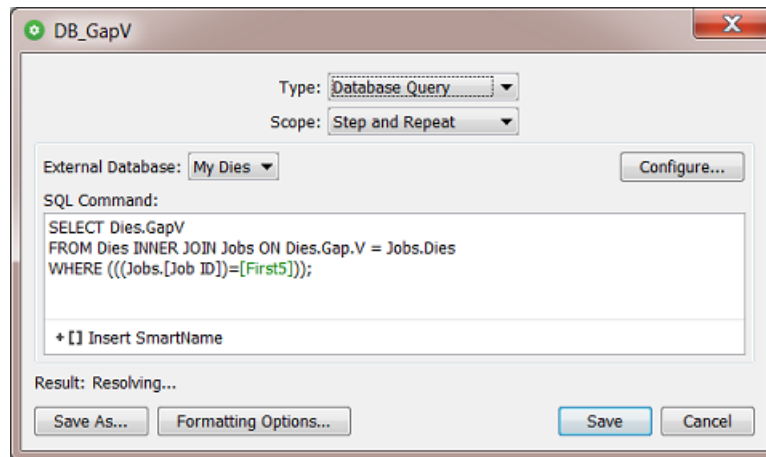 DB_GapV
Type: Database Query
Scope: Step and Repeat
External Database: My Dies Configure...
SQL Command:
SELECT Dies.GapV
FROM Dies INNER JOIN Jobs ON Dies.Gap.V = Jobs.Dies
WHERE (((Jobs.[Job ID])=[First5]));
+[] Insert SmartName
Result: Resolving...
Save As... Formatting Options... Save Cancel